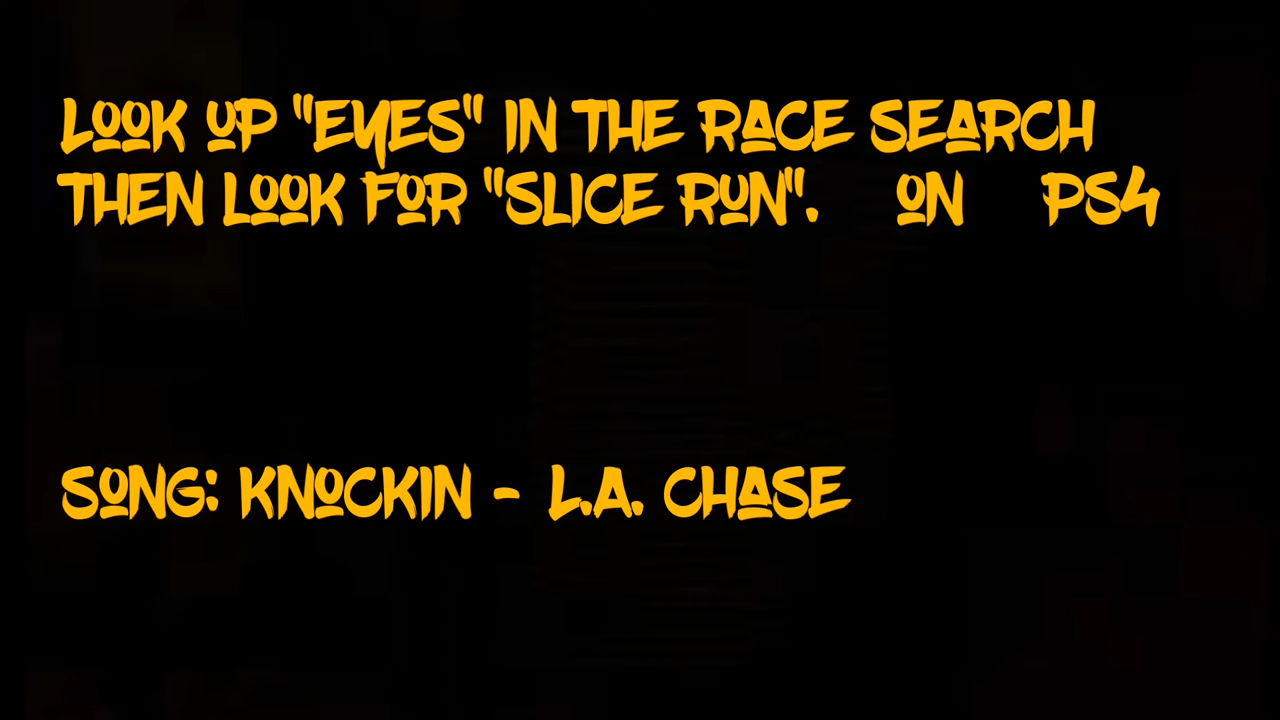 LOOK UP "EYES" IN THE RACE SEARCH
THEN LOOK FOR "SLICE RUN". ON PS4
SONG: KNOCKIN - L.A. CHASE